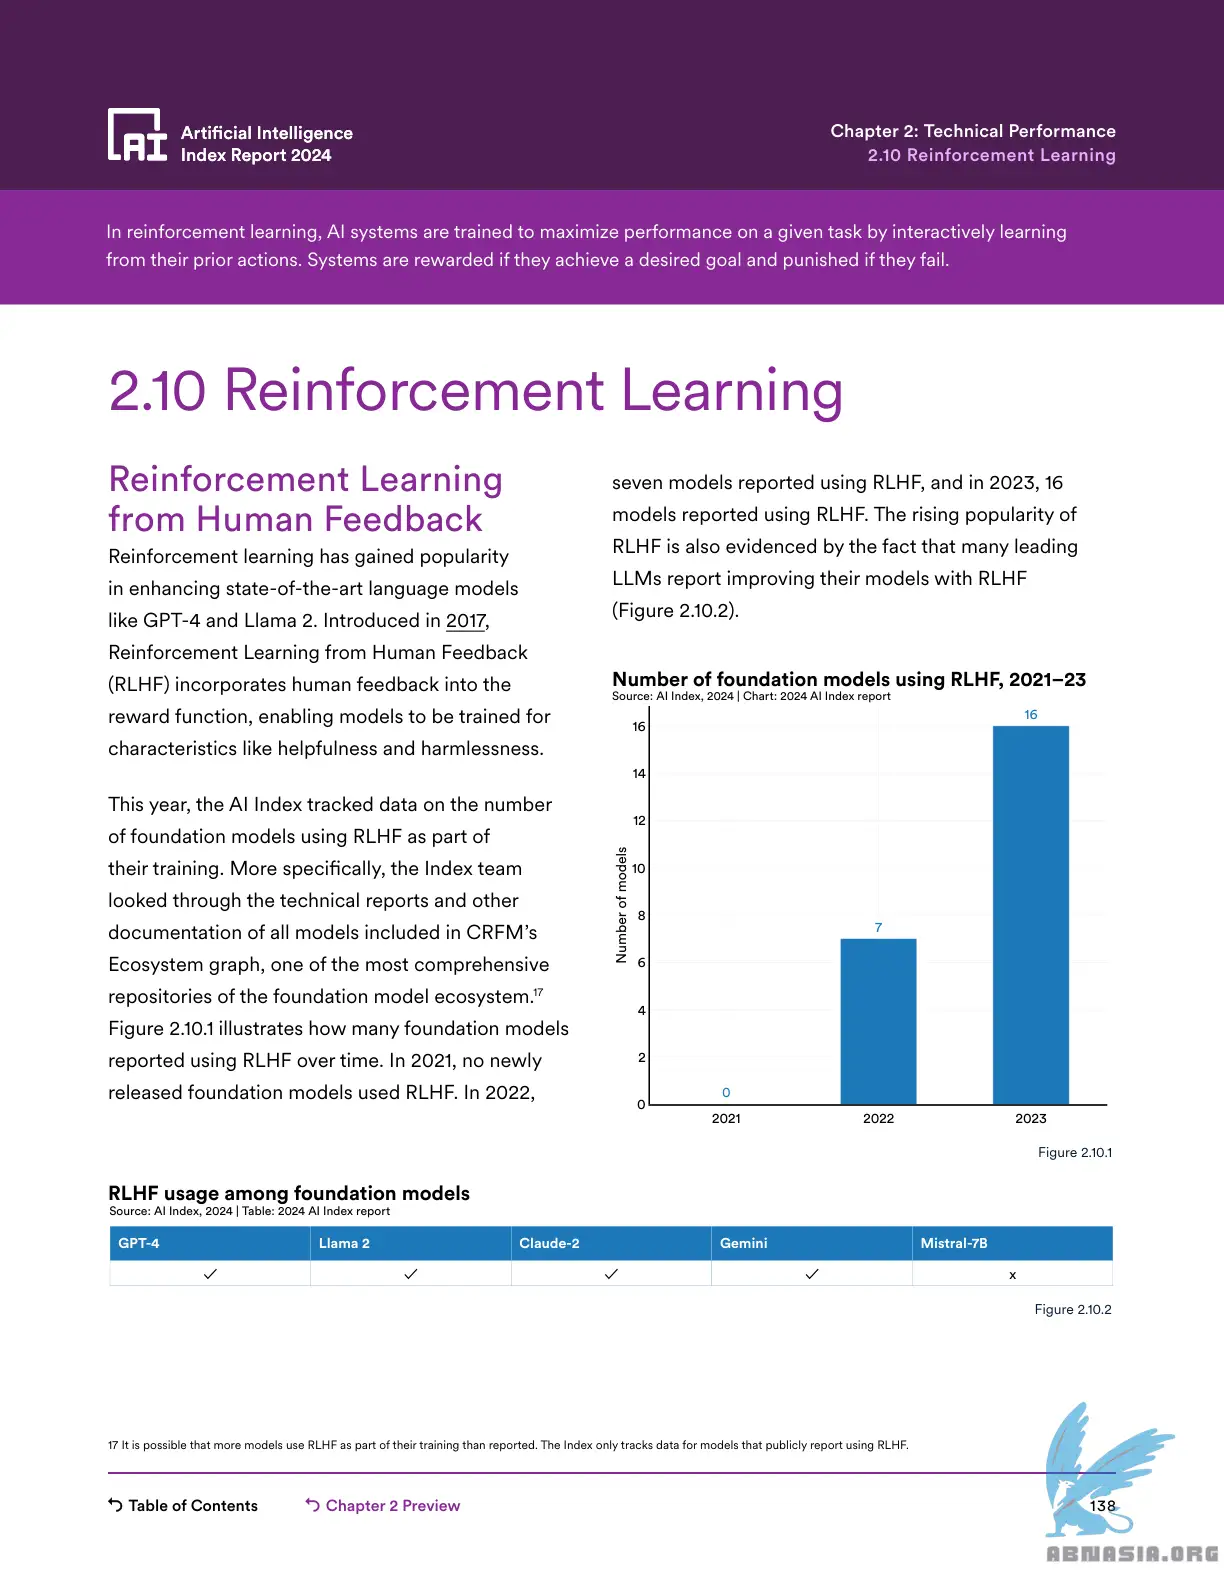 Artificial Intelligence
Index Report 2024
Chapter 2: Technical Performance
2.10 Reinforcement Learning
In reinforcement learning, AI systems are trained to maximize performance on a given task by interactively learning
from their prior actions. Systems are rewarded if they achieve a desired goal and punished if they fail.
2.10 Reinforcement Learning
Reinforcement Learning
from Human Feedback
Reinforcement learning has gained popularity
in enhancing state-of-the-art language models
like GPT-4 and Llama 2. Introduced in 2017,
Reinforcement Learning from Human Feedback
(RLHF) incorporates human feedback into the
reward function, enabling models to be trained for
characteristics like helpfulness and harmlessness.
This year, the AI Index tracked data on the number
of foundation models using RLHF as part of
their training. More specifically, the Index team
looked through the technical reports and other
documentation of all models included in CRFM’s
Ecosystem graph, one of the most comprehensive
repositories of the foundation model ecosystem.17
Figure 2.10.1 illustrates how many foundation models
reported using RLHF over time. In 2021, no newly
released foundation models used RLHF. In 2022,
seven models reported using RLHF, and in 2023, 16
models reported using RLHF. The rising popularity of
RLHF is also evidenced by the fact that many leading
LLMs report improving their models with RLHF
(Figure 2.10.2).
Number of foundation models using RLHF, 2021–23
Source: AI Index, 2024 | Chart: 2024 AI Index report
Number of models
16
14
12
10
8
6
4
2
0
0
7
16
2021 2022 2023
Figure 2.10.1
RLHF usage among foundation models
Source: AI Index, 2024 | Table: 2024 AI Index report
GPT-4 Llama 2 Claude-2 Gemini Mistral-7B
✓ ✓ ✓ ✓ x
Figure 2.10.2
17 It is possible that more models use RLHF as part of their training than reported. The Index only tracks data for models that publicly report using RLHF.
Table of Contents
Chapter 2 Preview
138
ABNASIA.ORG